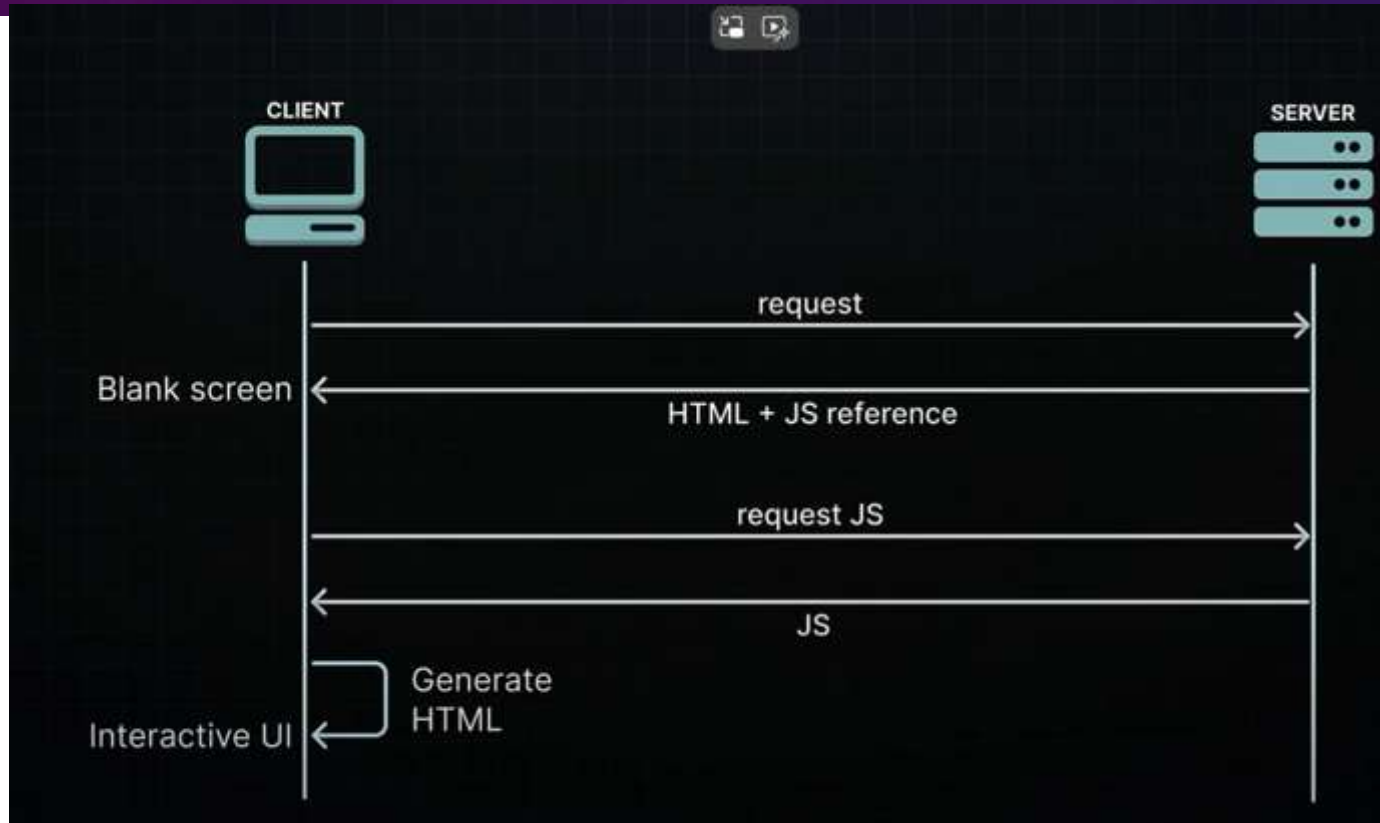 CLIENT
SERVER
request
Blank screen
HTML + JS reference
request JS
JS
Generate
HTML
Interactive UI